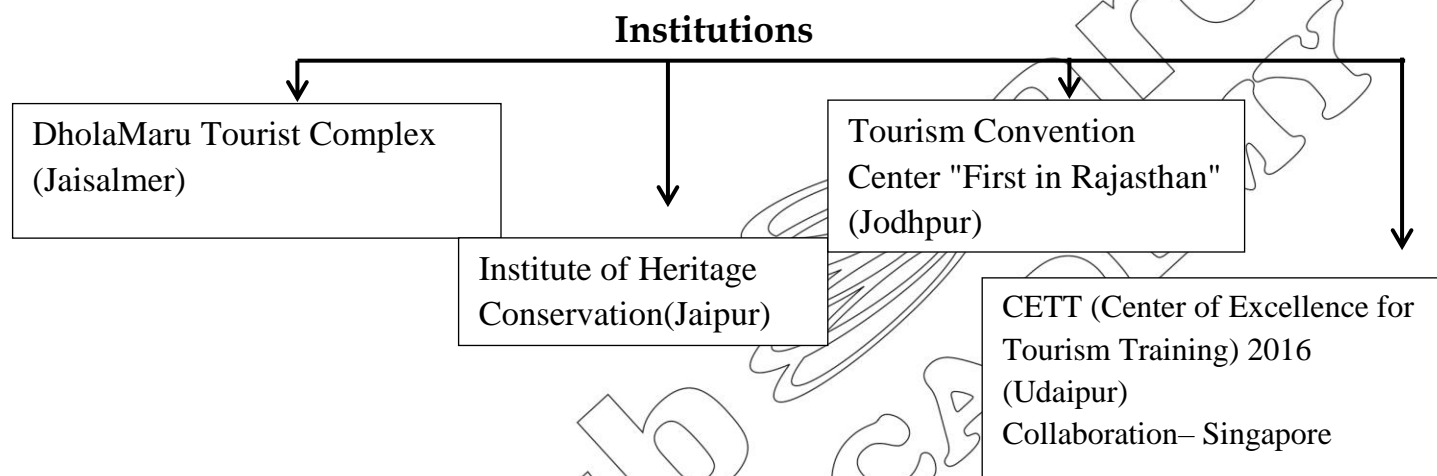 Institutions
DholaMaru Tourist Complex
(Jaisalmer)
Institute of Heritage
Conservation(Jaipur)
Tourism Convention
Center "First in Rajasthan"
(Jodhpur)
CETT (Center of Excellence for
Tourism Training) 2016
(Udaipur)
Collaboration– Singapore